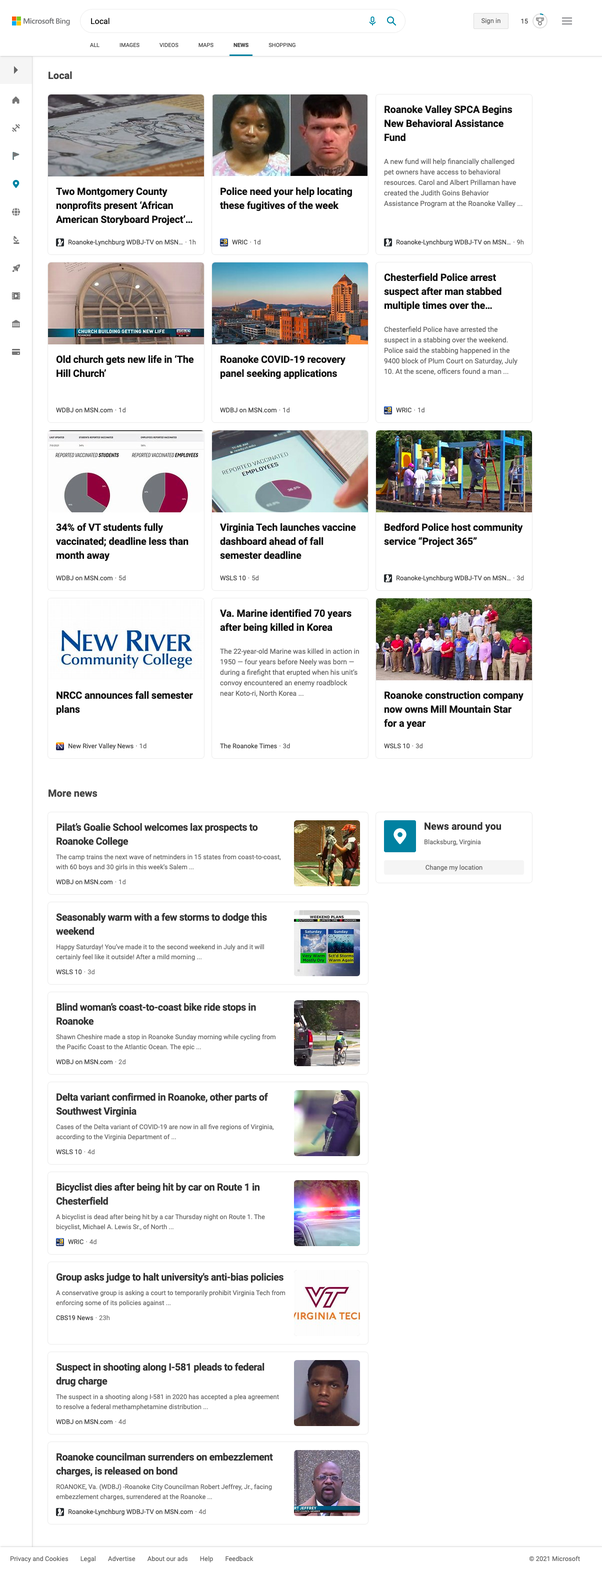 Microsoft Bing
Local
Sign in
15
ALL
IMAGES
VIDEOS
MAPS
NEWS
SHOPPING
Local
Two Montgomery County
nonprofits present ‘African
American Storyboard Project’…
Roanoke-Lynchburg WDBJ-TV on MSN… · 1h
Police need your help locating
these fugitives of the week
WRIC · 1d
Roanoke Valley SPCA Begins
New Behavioral Assistance
Fund
A new fund will help financially challenged
pet owners have access to behavioral
resources. Carol and Albert Prillaman have
created the Judith Goins Behavior
Assistance Program at the Roanoke Valley ...
Roanoke-Lynchburg WDBJ-TV on MSN… · 9h
CHURCH BUILDING GETTING NEW LIFE
Old church gets new life in ‘The
Hill Church’
WDBJ on MSN.com · 1d
Roanoke COVID-19 recovery
panel seeking applications
WDBJ on MSN.com · 1d
Chesterfield Police arrest
suspect after man stabbed
multiple times over the…
Chesterfield Police have arrested the
suspect in a stabbing over the weekend.
Police said the stabbing happened in the
9400 block of Plum Court on Saturday, July
10. At the scene, officers found a man ...
WRIC · 1d
REPORTED VACCINATED STUDENTS
REPORTED VACCINATED EMPLOYEES
34% of VT students fully
vaccinated; deadline less than
month away
WDBJ on MSN.com · 5d
REPORTED VACCINATED
EMPLOYEES
Virginia Tech launches vaccine
dashboard ahead of fall
semester deadline
WSLS 10 · 5d
Bedford Police host community
service “Project 365”
Roanoke-Lynchburg WDBJ-TV on MSN… · 3d
NEW RIVER
Community College
NRCC announces fall semester
plans
New River Valley News · 1d
Va. Marine identified 70 years
after being killed in Korea
The 22-year-old Marine was killed in action in
1950 — four years before Neely was born —
during a firefight that erupted when his unit's
convoy encountered an enemy roadblock
near Koto-ri, North Korea ...
The Roanoke Times · 3d
Roanoke construction company
now owns Mill Mountain Star
for a year
WSLS 10 · 3d
More news
Pilat’s Goalie School welcomes lax prospects to
Roanoke College
The camp trains the next wave of netminders in 15 states from coast-to-coast,
with 60 boys and 30 girls in this week's Salem ...
WDBJ on MSN.com · 1d
News around you
Blacksburg, Virginia
Change my location
Seasonably warm with a few storms to dodge this
weekend
Happy Saturday! You've made it to the second weekend in July and it will
certainly feel like it outside! After a mild morning ...
WSLS 10 · 3d
WEEKEND PLANS
Saturday
Sunday
Blind woman’s coast-to-coast bike ride stops in
Roanoke
Shawn Cheshire made a stop in Roanoke Sunday morning while cycling from
the Pacific Coast to the Atlantic Ocean. The epic ...
WDBJ on MSN.com · 2d
Delta variant confirmed in Roanoke, other parts of
Southwest Virginia
Cases of the Delta variant of COVID-19 are now in all five regions of Virginia,
according to the Virginia Department of ...
WSLS 10 · 4d
Bicyclist dies after being hit by car on Route 1 in
Chesterfield
A bicyclist is dead after being hit by a car Thursday night on Route 1. The
bicyclist, Michael A. Lewis Sr., of North ...
WRIC · 4d
Group asks judge to halt university's anti-bias policies
A conservative group is asking a court to temporarily prohibit Virginia Tech from
enforcing some of its policies against ...
CBS19 News · 23h
VT
VIRGINIA TECH
Suspect in shooting along I-581 pleads to federal
drug charge
The suspect in a shooting along I-581 in 2020 has accepted a plea agreement
to resolve a federal methamphetamine distribution ...
WDBJ on MSN.com · 4d
Roanoke councilman surrenders on embezzlement
charges, is released on bond
ROANOKE, Va. (WDBJ) -Roanoke City Councilman Robert Jeffrey, Jr., facing
embezzlement charges, surrendered at the Roanoke ...
Roanoke-Lynchburg WDBJ-TV on MSN.com · 4d
Privacy and Cookies
Legal
Advertise
About our ads
Help
Feedback
© 2021 Microsoft